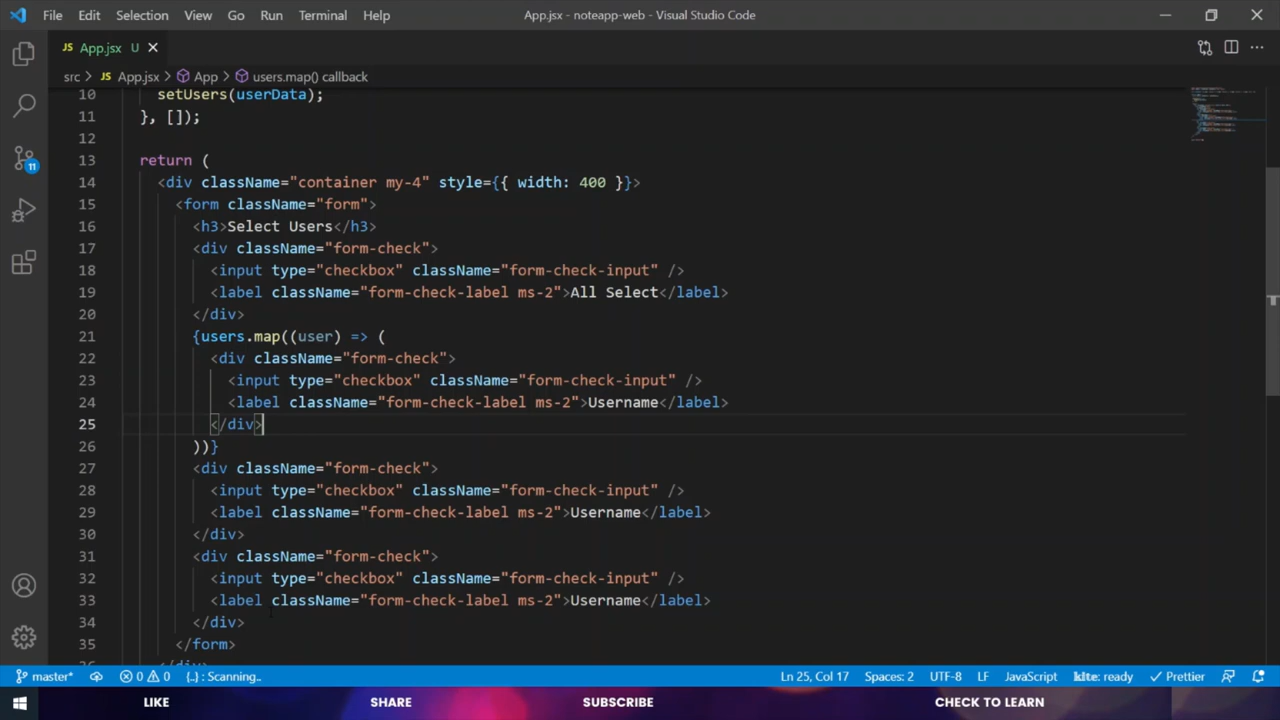 File Edit Selection View Go Run Terminal Help App.jsx - noteapp-web - Visual Studio Code
JS App.jsx U
src > JS App.jsx > App > users.map() callback
10 setUsers(userData);
11 }, []);
12
13 return (
14 <div className="container my-4" style={{ width: 400 }}>
15 <form className="form">
16 <h3>Select Users</h3>
17 <div className="form-check">
18 <input type="checkbox" className="form-check-input" />
19 <label className="form-check-label ms-2">All Select</label>
20 </div>
21 {users.map((user) => (
22 <div className="form-check">
23 <input type="checkbox" className="form-check-input" />
24 <label className="form-check-label ms-2">Username</label>
25 </div>
26 ))}
27 <div className="form-check">
28 <input type="checkbox" className="form-check-input" />
29 <label className="form-check-label ms-2">Username</label>
30 </div>
31 <div className="form-check">
32 <input type="checkbox" className="form-check-input" />
33 <label className="form-check-label ms-2">Username</label>
34 </div>
35 </form>
36 </div>
11
master* 0 0 {..} : Scanning.. Ln 25, Col 17 Spaces: 2 UTF-8 LF JavaScript kite: ready Prettier
LIKE SHARE SUBSCRIBE CHECK TO LEARN